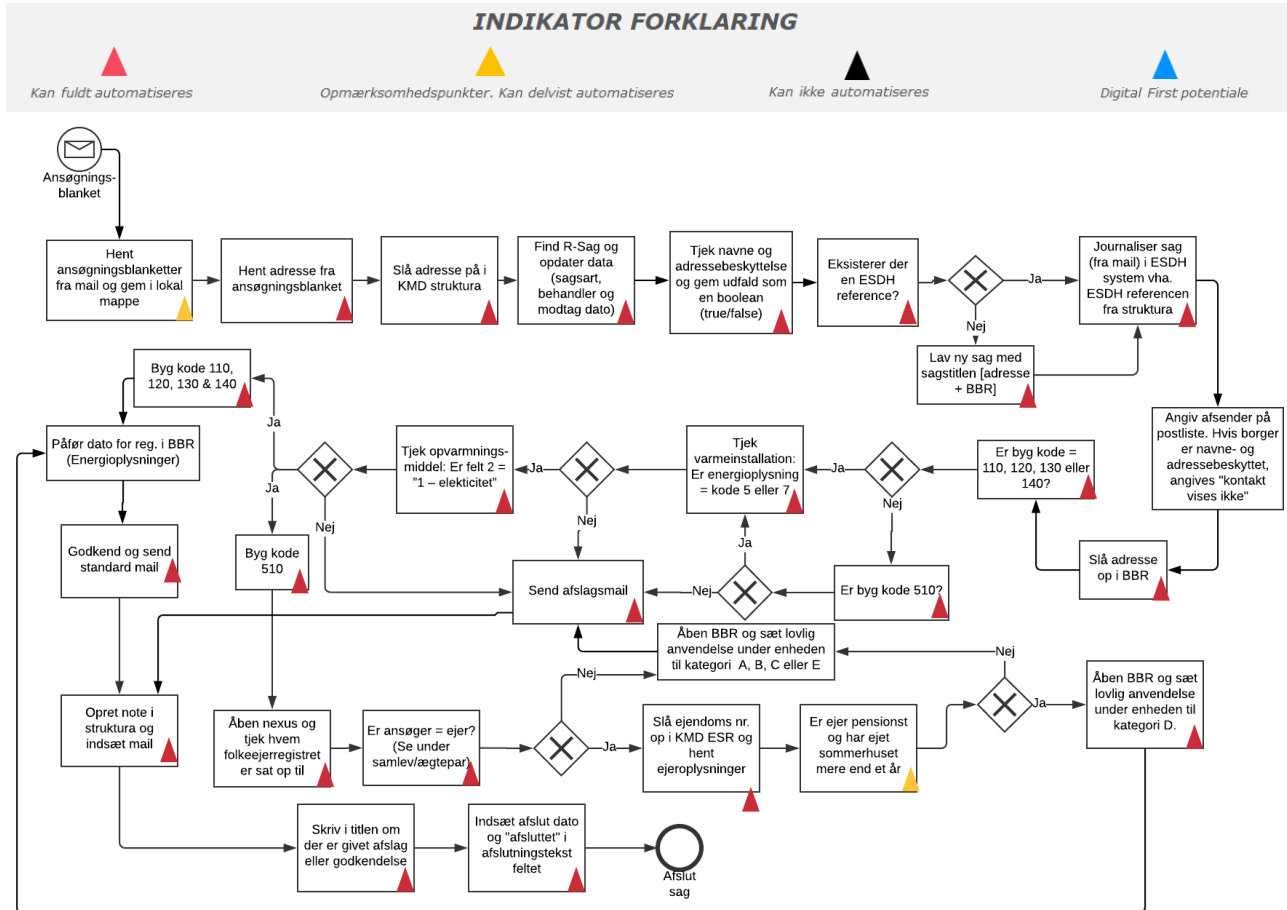 INDIKATOR FORKLARING
Kan fuldt automatiseres
Opmærksomhedspunkter. Kan delvist automatiseres
Kan ikke automatiseres
Digital First potentiale
Ansøgnings-
blanket
Hent
ansøgningsblanketter
fra mail og gem i lokal
mappe
Hent adresse fra
ansøgningsblanket
Slå adresse på i
KMD struktura
Find R-Sag og
opdater data
(sagsart,
behandler og
modtag dato)
Tjek navne og
adressebeskyttelse
og gem udfald som
en boolean
(true/false)
Eksisterer der
en ESDH
reference?
Ja
Nej
Journaliser sag
(fra mail) i ESDH
system vha.
ESDH referencen
fra struktura
Lav ny sag med
sagstitlen [adresse
+ BBR]
Angiv afsender på
postliste. Hvis borger
er navne- og
adressebeskyttet,
angives "kontakt
vises ikke"
Slå adresse
op i BBR
Er byg kode =
110, 120, 130 eller
140?
Ja
Nej
Er byg kode 510?
Ja
Nej
Tjek
varmeinstallation:
Er energioplysning
= kode 5 eller 7
Ja
Nej
Tjek opvarmnings-
middel: Er felt 2 =
"1 – elekticitet"
Ja
Ja
Nej
Byg kode 110,
120, 130 & 140
Påfør dato for reg. i BBR
(Energioplysninger)
Godkend og send
standard mail
Byg kode
510
Send afslagsmail
Åben BBR og sæt lovlig
anvendelse under enheden
til kategori A, B, C eller E
Opret note i
struktura og
indsæt mail
Åben nexus og
tjek hvem
folkeejerregistret
er sat op til
Er ansøger = ejer?
(Se under
samlev/ægtepar)
Nej
Ja
Slå ejendoms nr.
op i KMD ESR og
hent
ejeroplysninger
Er ejer pensionst
og har ejet
sommerhuset
mere end et år
Nej
Ja
Åben BBR og sæt
lovlig anvendelse
under enheden til
kategori D.
Skriv i titlen om
der er givet afslag
eller godkendelse
Indsæt afslut dato
og "afsluttet" i
afslutningstekst
feltet
Afslut
sag